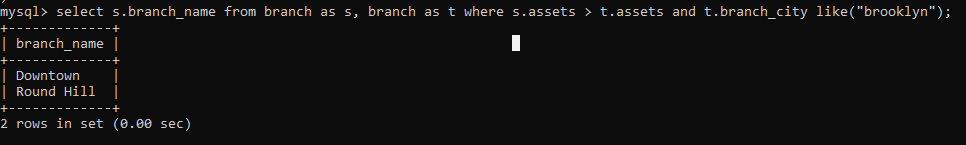 mysql> select s.branch_name from branch as s, branch as t where s.assets > t.assets and t.branch_city like("brooklyn");
+-------------+
| branch_name |
+-------------+
| Downtown    |
| Round Hill  |
+-------------+
2 rows in set (0.00 sec)